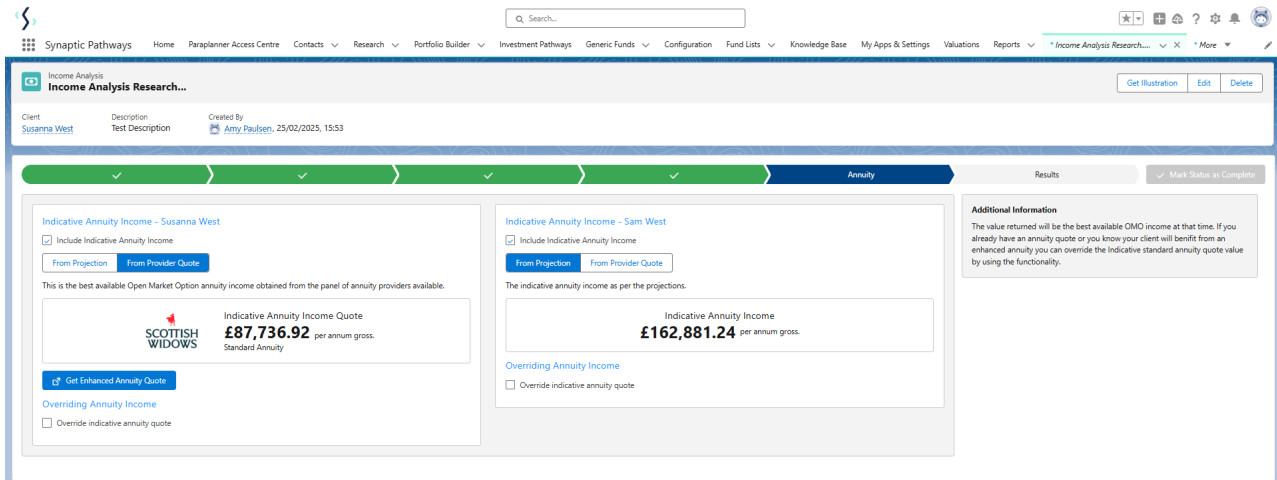 Search...
Synaptic Pathways Home Paraplanner Access Centre Contacts Research Portfolio Builder Investment Pathways Generic Funds Configuration Fund Lists Knowledge Base My Apps & Settings Valuations Reports * Income Analysis Research.... * More
Income Analysis
Income Analysis Research...
Get Illustration Edit Delete
Client Description Created By
Susanna West Test Description Amy Paulsen, 25/02/2025, 15:53
Annuity Results Mark Status as Complete
Indicative Annuity Income - Susanna West
Include Indicative Annuity Income
From Projection From Provider Quote
This is the best available Open Market Option annuity income obtained from the panel of annuity providers available.
SCOTTISH
WIDOWS
Indicative Annuity Income Quote
£87,736.92 per annum gross.
Standard Annuity
Get Enhanced Annuity Quote
Overriding Annuity Income
Override indicative annuity quote
Indicative Annuity Income - Sam West
Include Indicative Annuity Income
From Projection From Provider Quote
The indicative annuity income as per the projections.
Indicative Annuity Income
£162,881.24 per annum gross.
Overriding Annuity Income
Override indicative annuity quote
Additional Information
The value returned will be the best available OMO income at that time. If you
already have an annuity quote or you know your client will benifit from an
enhanced annuity you can override the Indicative standard annuity quote value
by using the functionality.